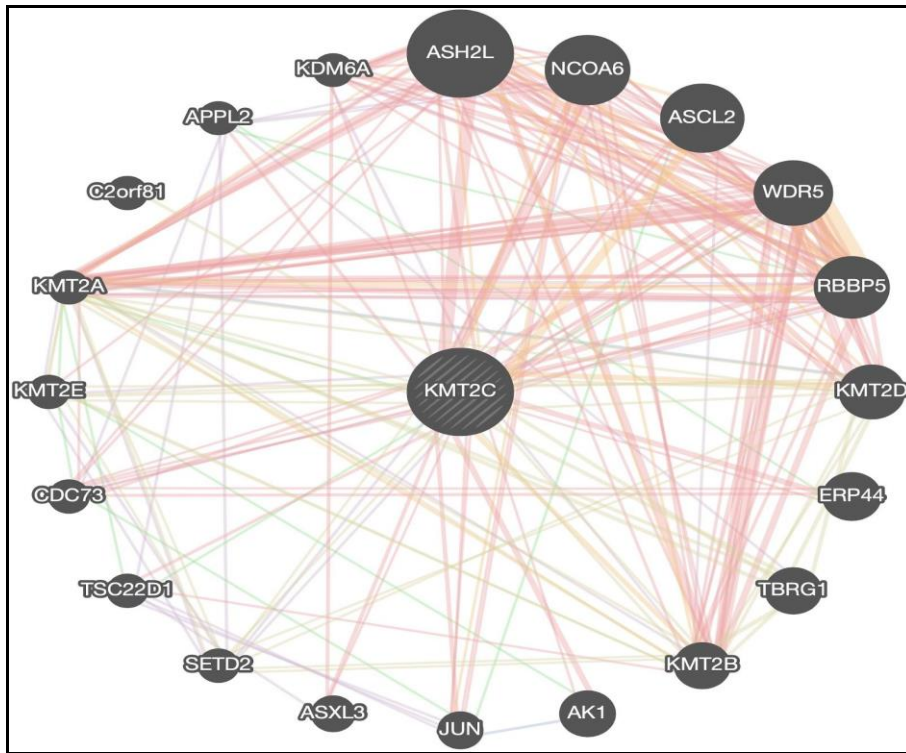 ASH2L
NCOA6
KDM6A
ASCL2
APPL2
WDR5
C2orf81
KMT2A
RBBP5
KMT2E
KMT2C
KMT2D
CDC73
ERP44
TSC22D1
TBRG1
SETD2
KMT2B
ASXL3
JUN
AK1